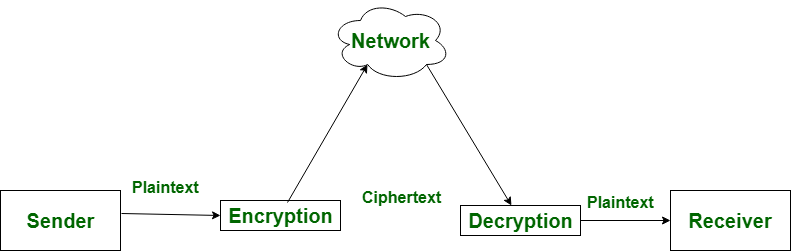 Network
Plaintext
Ciphertext
Plaintext
Sender
Encryption
Decryption
Receiver